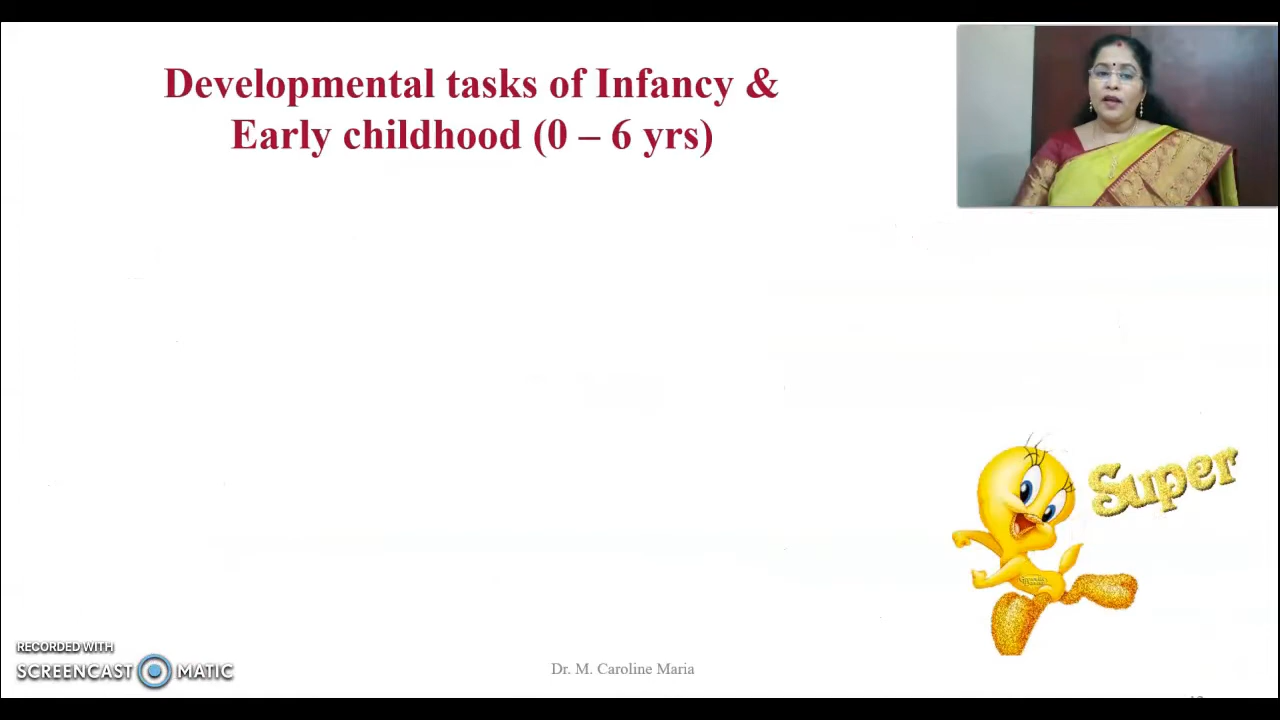 Developmental tasks of Infancy &
Early childhood (0 – 6 yrs)
Super
RECORDED WITH
SCREENCAST MATIC
Dr. M. Caroline Maria